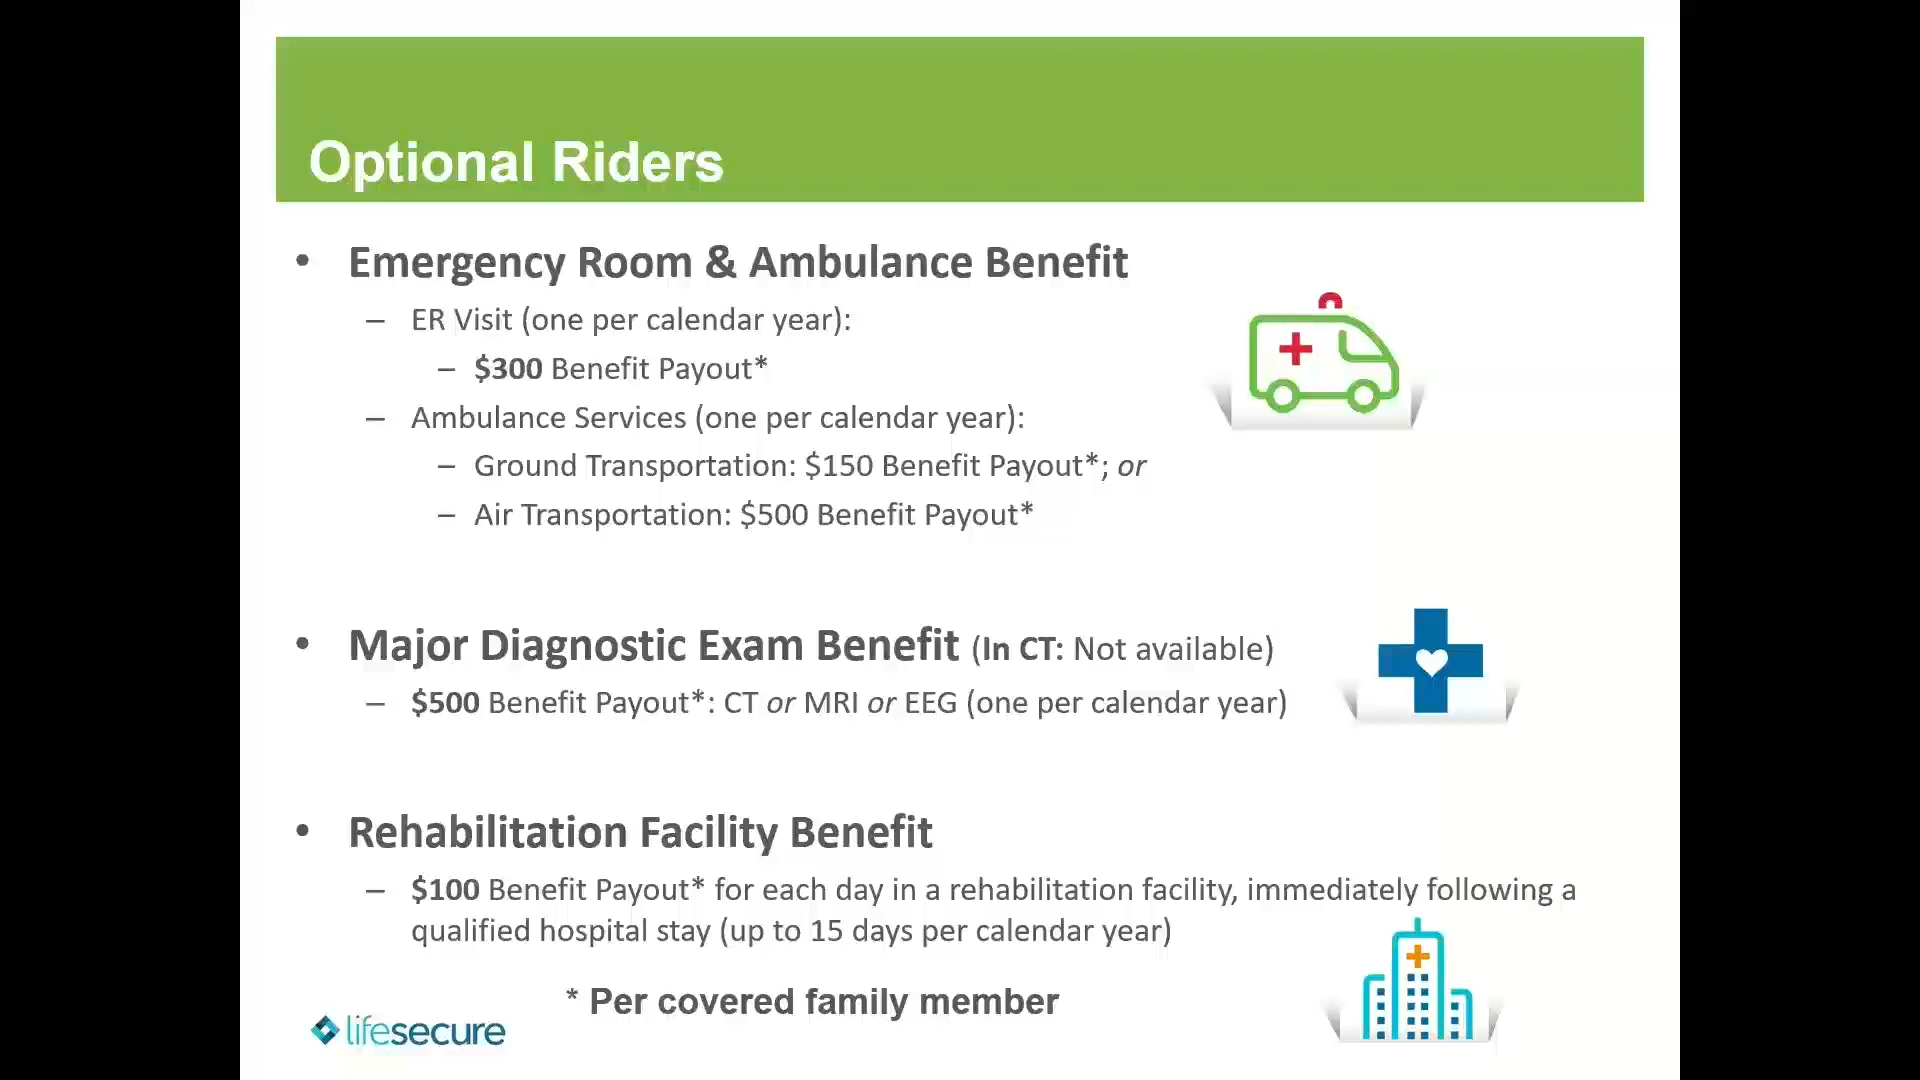 Optional Riders
• Emergency Room & Ambulance Benefit
– ER Visit (one per calendar year):
– $300 Benefit Payout*
– Ambulance Services (one per calendar year):
– Ground Transportation: $150 Benefit Payout*; or
– Air Transportation: $500 Benefit Payout*
• Major Diagnostic Exam Benefit (In CT: Not available)
– $500 Benefit Payout*: CT or MRI or EEG (one per calendar year)
• Rehabilitation Facility Benefit
– $100 Benefit Payout* for each day in a rehabilitation facility, immediately following a
qualified hospital stay (up to 15 days per calendar year)
* Per covered family member
lifesecure